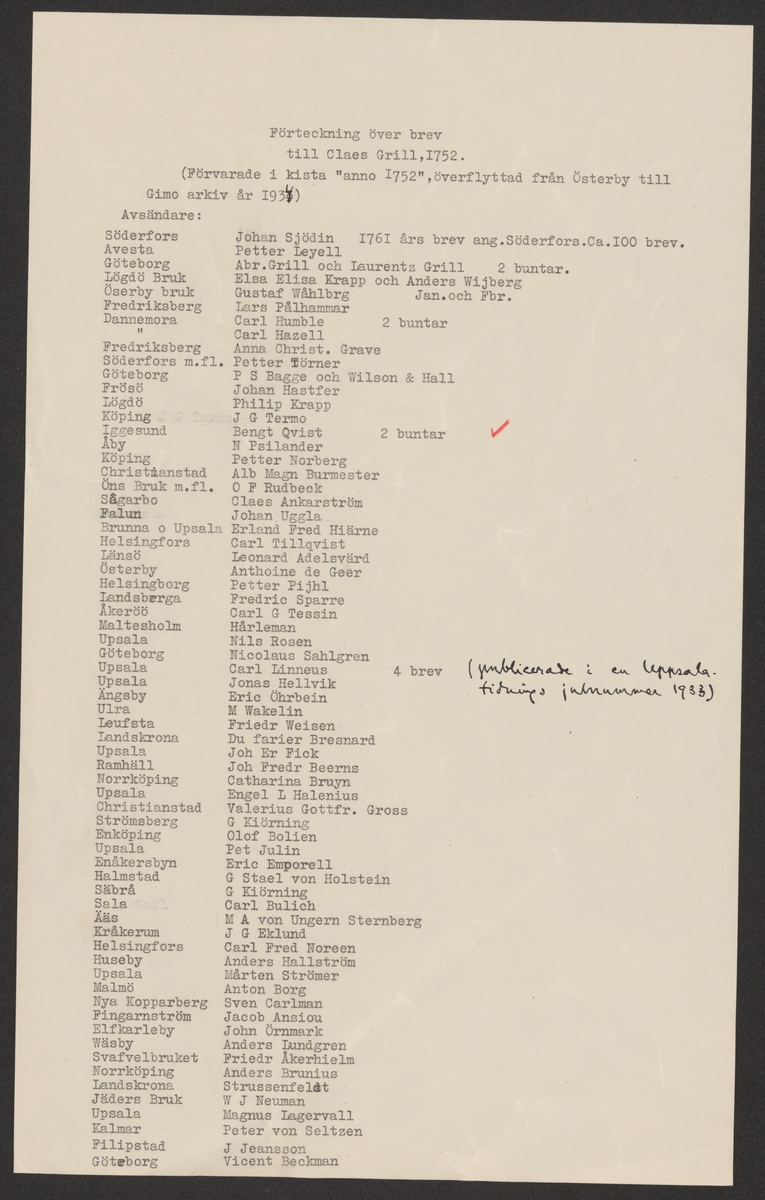 Förteckning över brev
till Claes Grill,I752.
(Förvarade i kista "anno I752",överflyttad från Österby till
Gimo arkiv år I934)
Avsändare:
Söderfors Johan Sjödin I76I års brev ang.Söderfors.Ca.I00 brev.
Avesta Petter Leyell
Göteborg Abr.Grill och Laurentz Grill 2 buntar.
Lögdö Bruk Elsa Elisa Krapp och Anders Wijberg
Öserby bruk Gustaf Wåhlbrg Jan.och Fbr.
Fredriksberg Lars Pålhammar
Dannemora Carl Humble 2 buntar
" Carl Hazell
Fredriksberg Anna Christ. Grave
Söderfors m.fl. Petter Törner
Göteborg P S Bagge och Wilson & Hall
Frösö Johan Hastfer
Lögdö Philip Krapp
Köping J G Termo
Iggesund Bengt Qvist 2 buntar
Åby N Psilander
Köping Petter Norberg
Christianstad Alb Magn Burmester
Öns Bruk m.fl. O F Rudbeck
Sågarbo Claes Ankarström
Falun Johan Uggla
Brunna o Upsala Erland Fred Hiärne
Helsingfors Carl Tillqvist
Länsö Leonard Adelsvärd
Österby Anthoine de Geer
Helsingborg Petter Pijhl
Landsberga Fredric Sparre
Åkeröö Carl G Tessin
Maltesholm Hårleman
Upsala Nils Rosen
Göteborg Nicolaus Sahlgren
Upsala Carl Linneus 4 brev (publicerade i en Uppsala-
Upsala Jonas Hellvik tidnings julnummer 1933)
Ängsby Eric Öhrbein
Ulra M Wakelin
Leufsta Friedr Weisen
Landskrona Du farier Bresnard
Upsala Joh Er Fick
Ramhäll Joh Fredr Beerns
Norrköping Catharina Bruyn
Upsala Engel L Halenius
Christianstad Valerius Gottfr. Gross
Strömsberg G Kiörning
Enköping Olof Bolien
Upsala Pet Julin
Enåkersbyn Eric Emporell
Halmstad G Stael von Holstein
Säbrå G Kiörning
Sala Carl Bulich
Ääs M A von Ungern Sternberg
Kråkerum J G Eklund
Helsingfors Carl Fred Noreen
Huseby Anders Hallström
Upsala Mårten Strömer
Malmö Anton Borg
Nya Kopparberg Sven Carlman
Fingarnström Jacob Ansiou
Elfkarleby John Örnmark
Wäsby Anders Lundgren
Svafvelbruket Friedr Åkerhielm
Norrköping Anders Brunius
Landskrona Strussenfeldt
Jäders Bruk W J Neuman
Upsala Magnus Lagervall
Kalmar Peter von Seltzen
Filipstad J Jeansson
Göteborg Vicent Beckman